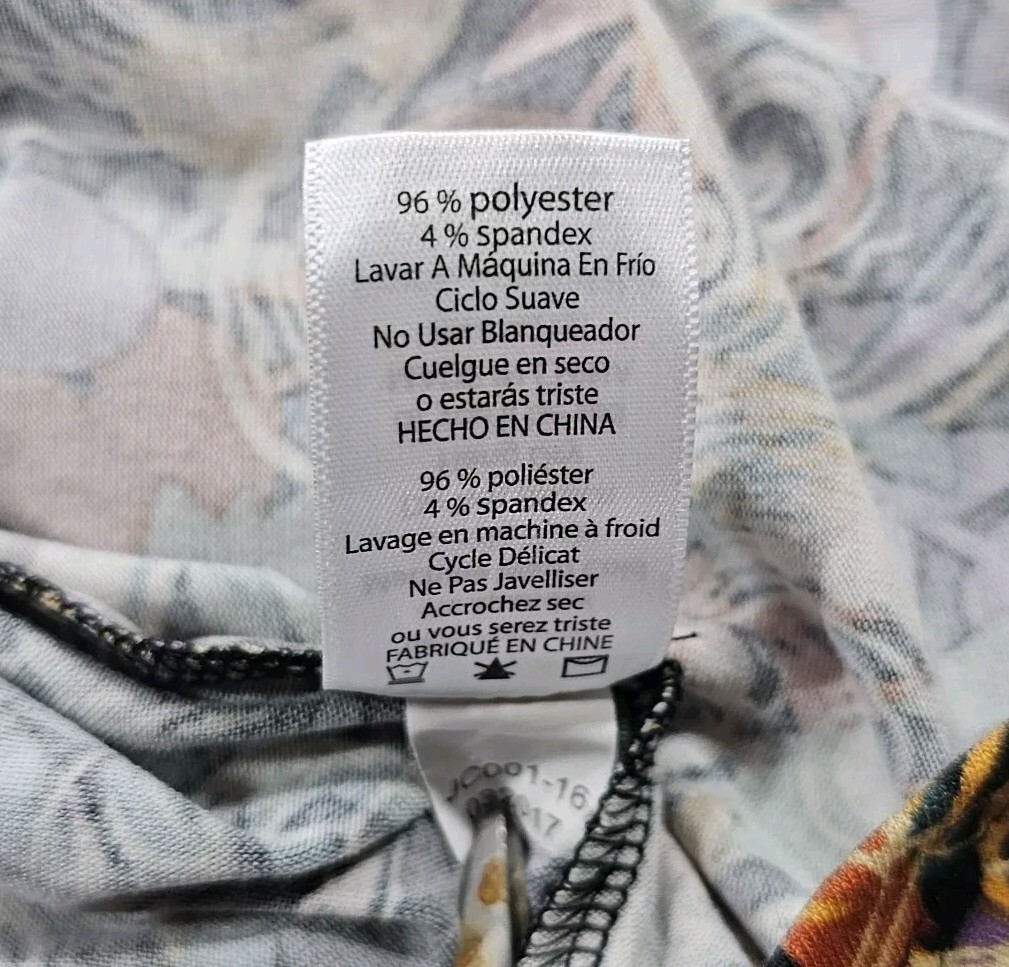 96 % polyester
4 % Spandex
Lavar A Máquina En Frío
Ciclo Suave
No Usar Blanqueador
Cuelgue en seco
o estarás triste
HECHO EN CHINA
96 % poliéster
4 % Spandex
Lavage en machine à froid
Cycle Délicat
Ne Pas Javelliser
Accrochez sec
ou vous serez triste
FABRIQUÉ EN CHINE
JC001-16